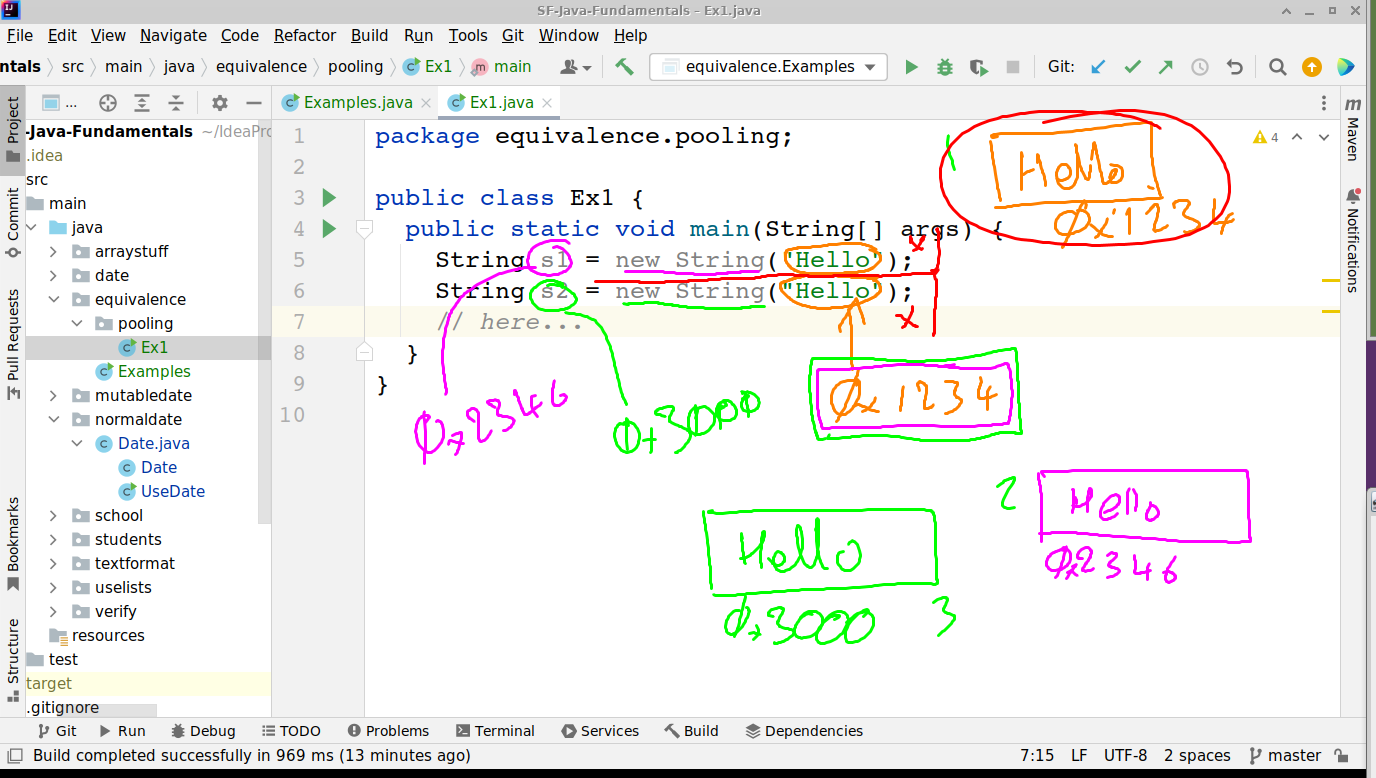 SF-Java-Fundamentals – Ex1.java
File Edit View Navigate Code Refactor Build Run Tools Git Window Help
ntals src main java equivalence pooling Ex1 main equivalence.Examples Git:
Project
Commit
Pull Requests
Bookmarks
Structure
...
-Java-Fundamentals ~/IdeaPro
.idea
src
main
java
arraystuff
date
equivalence
pooling
Ex1
Examples
mutabledate
normaldate
Date.java
Date
UseDate
school
students
textformat
uselists
verify
resources
test
target
.gitignore
Examples.java Ex1.java
4
1 package equivalence.pooling;
2
3 public class Ex1 {
4 public static void main(String[] args) {
5 String s1 = new String("Hello");
6 String s2 = new String("Hello");
7 // here...
8 }
9 }
10
1
Hello
0x1234
x
x
0x2346
0x3000
0x1234
2
Hello
0x2346
Hello
0x3000
3
Maven
Notifications
Git Run Debug TODO Problems Terminal Services Build Dependencies
Build completed successfully in 969 ms (13 minutes ago) 7:15 LF UTF-8 2 spaces master